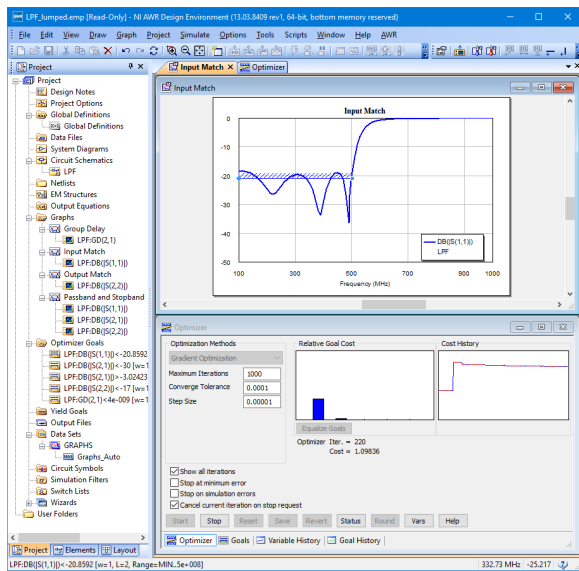 LPF_lumped.emp [Read-Only] - NI AWR Design Environment (13.03.8409 rev1, 64-bit, bottom memory reserved)
File Edit View Draw Graph Project Simulate Options Tools Scripts Window Help AWR
Project
Input Match
Optimizer
Project
Design Notes
Project Options
Global Definitions
Global Definitions
Data Files
System Diagrams
Circuit Schematics
LPF
Netlists
EM Structures
Output Equations
Graphs
Group Delay
LPF:GD(2,1)
Input Match
LPF:DB(|S(1,1)|)
Output Match
LPF:DB(|S(2,2)|)
Passband and Stopband
LPF:DB(|S(1,1)|)
LPF:DB(|S(2,1)|)
LPF:DB(|S(2,2)|)
Optimizer Goals
LPF:DB(|S(1,1)|)<-20.8592
LPF:DB(|S(2,1)|)<-30 [w=1
LPF:DB(|S(2,1)|)>-3.02423
LPF:DB(|S(2,2)|)<-17 [w=1
LPF:GD(2,1)<4e-009 [w=1
Yield Goals
Output Files
Data Sets
GRAPHS
Graphs_Auto
Circuit Symbols
Simulation Filters
Switch Lists
Wizards
User Folders
Project Elements Layout
Input Match
Input Match
0
-10
-20
-30
-40
-50
100 300 500 700 900 1000
Frequency (MHz)
DB(|S(1,1)|)
LPF
Optimizer
Optimization Methods
Gradient Optimization
Maximum Iterations 1000
Converge Tolerance 0.0001
Step Size 0.00001
Relative Goal Cost
Cost History
Equalize Goals
Optimizer Iter. = 220
Cost = 1.09836
Show all iterations
Stop at minimum error
Stop on simulation errors
Cancel current iteration on stop request
Start Stop Reset Save Revert Status Round Vars Help
Optimizer Goals Variable History Goal History
LPF:DB(|S(1,1)|)<-20.8592 [w=1, L=2, Range=MIN..5e+008]
332.73 MHz -25.217